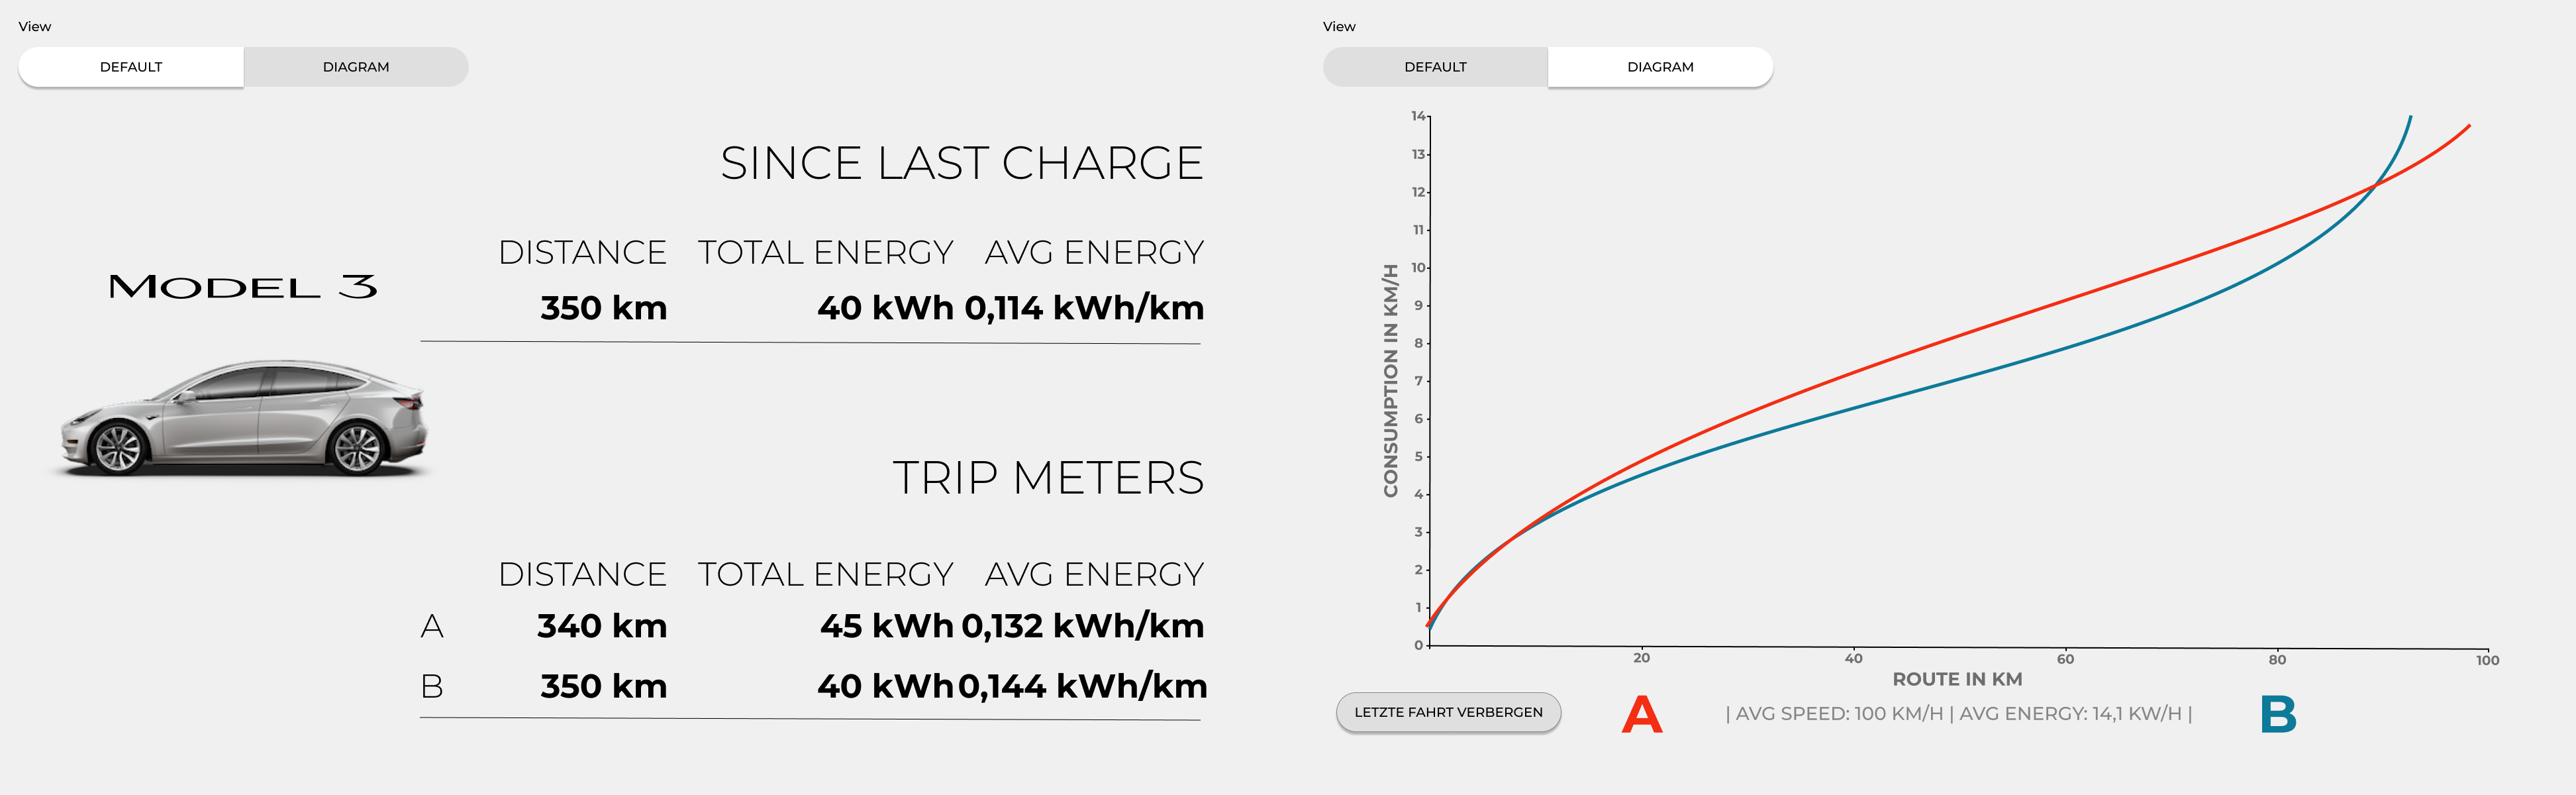 View
DEFAULT DIAGRAM
SINCE LAST CHARGE
DISTANCE TOTAL ENERGY AVG ENERGY
MODEL 3
350 km 40 kWh 0,114 kWh/km
TRIP METERS
DISTANCE TOTAL ENERGY AVG ENERGY
A 340 km 45 kWh 0,132 kWh/km
B 350 km 40 kWh 0,144 kWh/km
View
DEFAULT DIAGRAM
14
13
12
11
10
9
8
7
6
5
4
3
2
1
0
CONSUMPTION IN KM/H
20 40 60 80 100
ROUTE IN KM
LETZTE FAHRT VERBERGEN A | AVG SPEED: 100 KM/H | AVG ENERGY: 14,1 KW/H | B